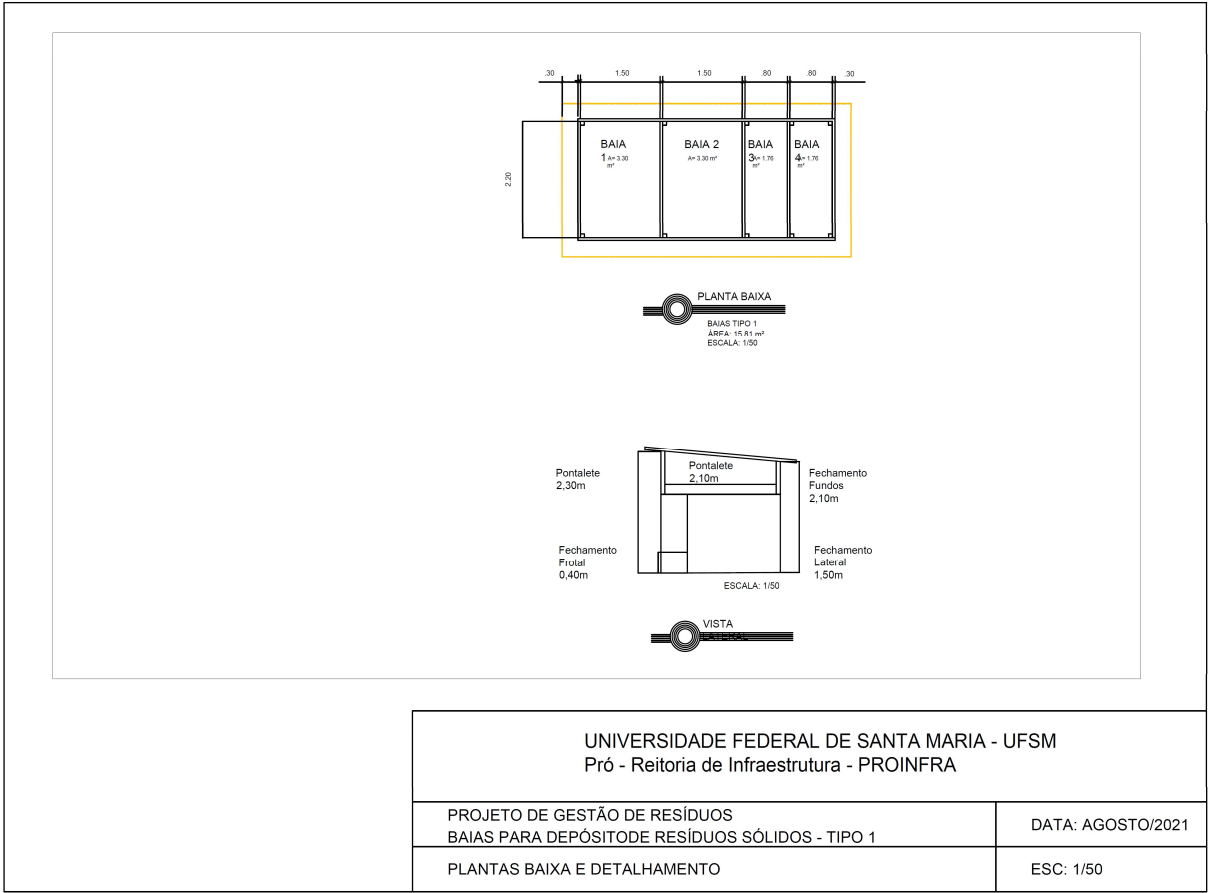 .30 1.50 1.50 .80 .80 .30
BAIA
1 A= 3.30
m²
BAIA 2
A= 3.30 m²
BAIA
3 A= 1.76
m²
BAIA
4 A= 1.76
m²
2.20
PLANTA BAIXA
BAIAS TIPO 1
ÁREA: 15.81 m²
ESCALA: 1/50
Pontalete
2,30m
Pontalete
2,10m
Fechamento
Fundos
2,10m
Fechamento
Frotal
0,40m
Fechamento
Lateral
1,50m
ESCALA: 1/50
VISTA
LATERAL
UNIVERSIDADE FEDERAL DE SANTA MARIA - UFSM
Pró - Reitoria de Infraestrutura - PROINFRA
PROJETO DE GESTÃO DE RESÍDUOS
BAIAS PARA DEPÓSITODE RESÍDUOS SÓLIDOS - TIPO 1
DATA: AGOSTO/2021
PLANTAS BAIXA E DETALHAMENTO
ESC: 1/50